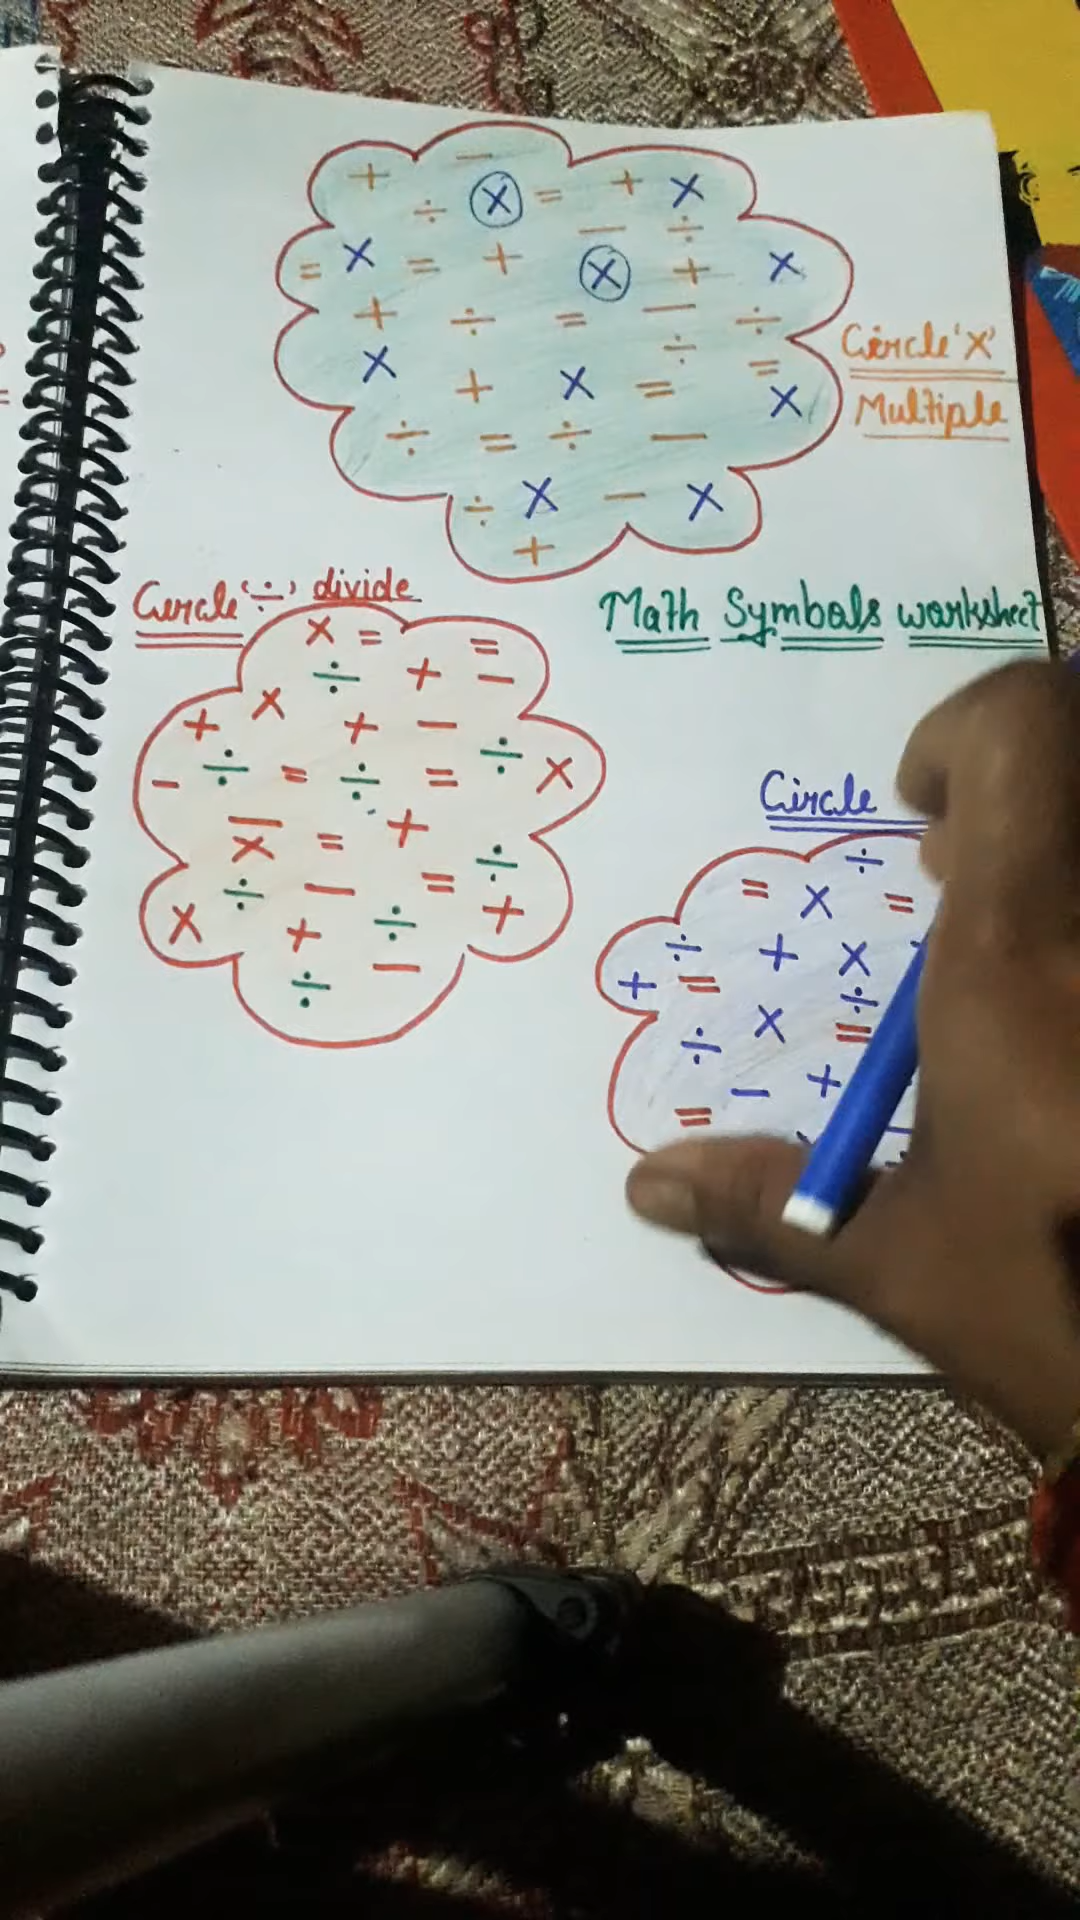 + −
÷ × = + ×
− ÷
= × = + × + ×
+ ÷ = − ÷
÷ =
× + × = ×
÷ = ÷ −
÷ × − ×
+
Circle 'x'
Multiple
Circle '÷' divide
× = =
÷ + −
+ × + −
− ÷ = ÷ = ÷ ×
− +
× = ÷
÷ − =
× + ÷ +
÷ −
Math Symbols worksheet
Circle
÷
= × =
÷ + ×
+ = ÷
÷ × =
− +
=